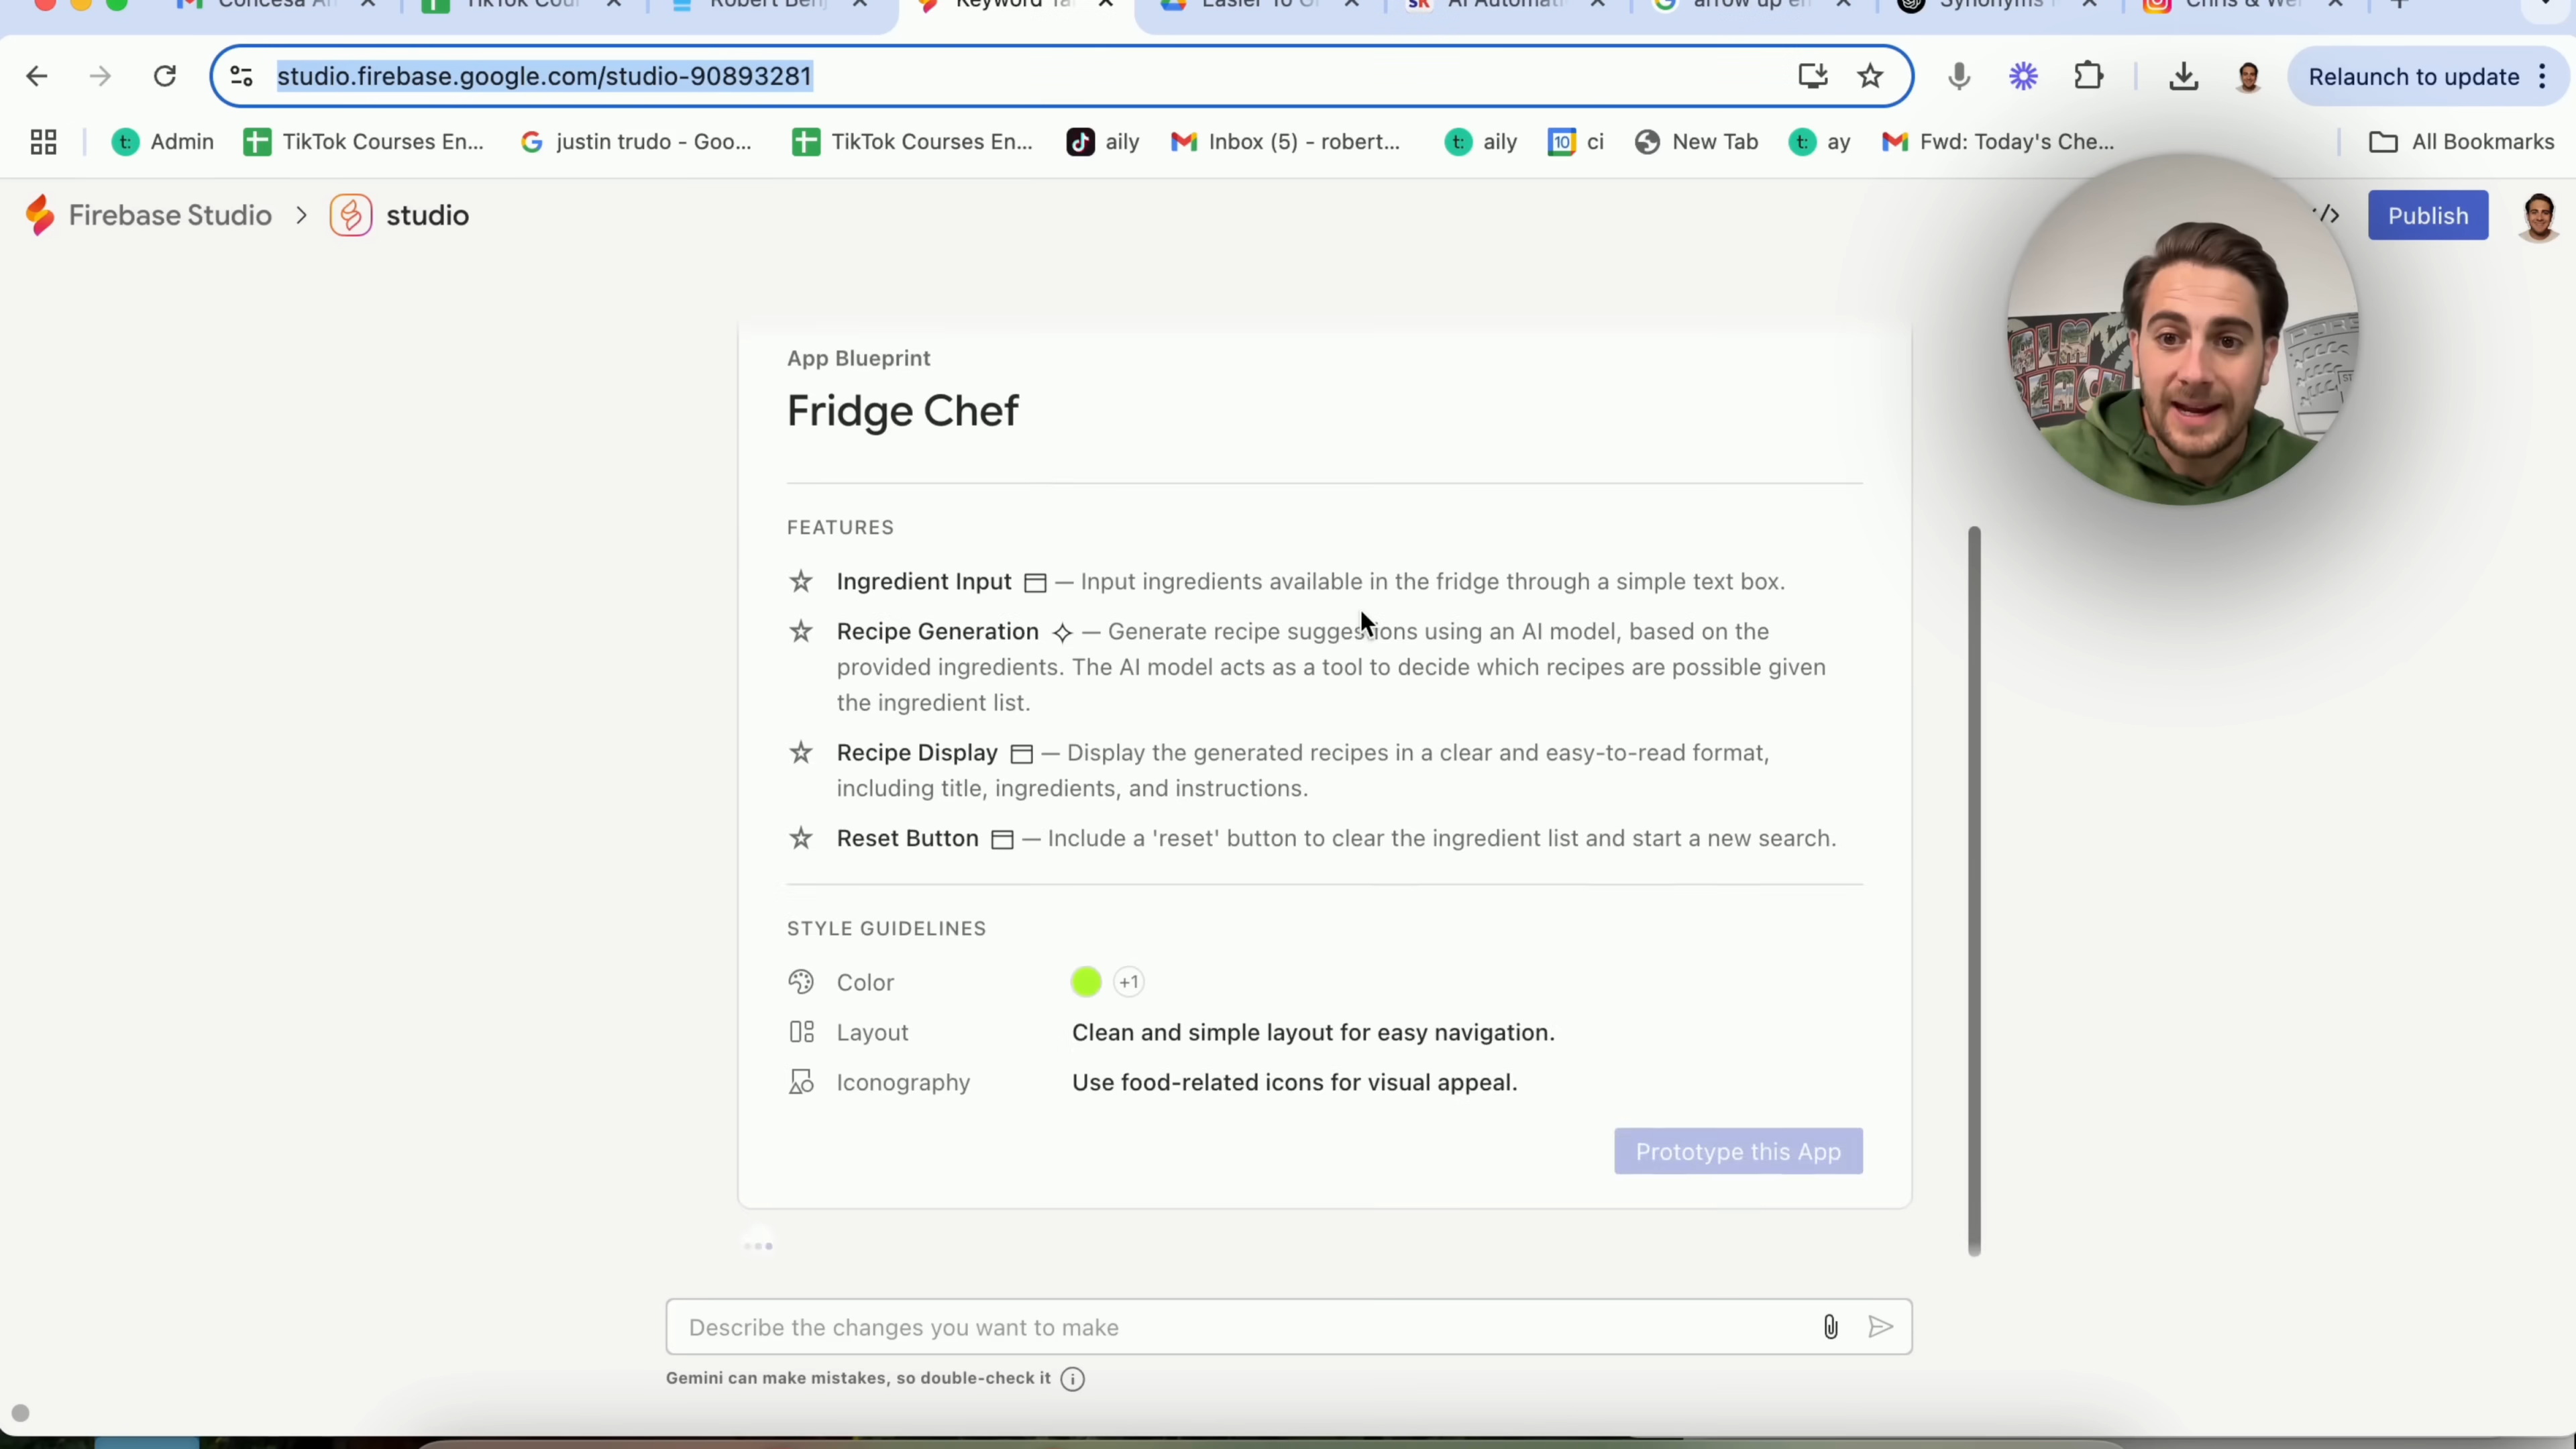 studio.firebase.google.com/studio-90893281
Relaunch to update
Admin TikTok Courses En... justin trudo - Goo... TikTok Courses En... aily Inbox (5) - robert... aily ci New Tab ay Fwd: Today's Che... All Bookmarks
Firebase Studio > studio
Publish
App Blueprint
Fridge Chef
FEATURES
Ingredient Input — Input ingredients available in the fridge through a simple text box.
Recipe Generation — Generate recipe suggestions using an AI model, based on the
provided ingredients. The AI model acts as a tool to decide which recipes are possible given
the ingredient list.
Recipe Display — Display the generated recipes in a clear and easy-to-read format,
including title, ingredients, and instructions.
Reset Button — Include a 'reset' button to clear the ingredient list and start a new search.
STYLE GUIDELINES
Color +1
Layout Clean and simple layout for easy navigation.
Iconography Use food-related icons for visual appeal.
Prototype this App
Describe the changes you want to make
Gemini can make mistakes, so double-check it